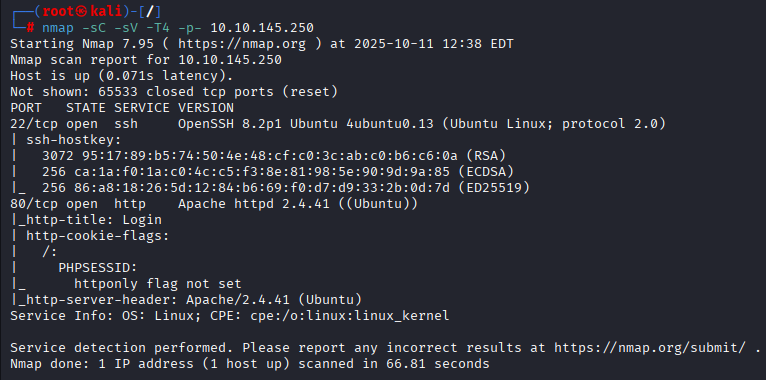 ┌──(root㉿kali)-[/]
└─# nmap -sC -sV -T4 -p- 10.10.145.250
Starting Nmap 7.95 ( https://nmap.org ) at 2025-10-11 12:38 EDT
Nmap scan report for 10.10.145.250
Host is up (0.071s latency).
Not shown: 65533 closed tcp ports (reset)
PORT   STATE SERVICE VERSION
22/tcp open  ssh     OpenSSH 8.2p1 Ubuntu 4ubuntu0.13 (Ubuntu Linux; protocol 2.0)
| ssh-hostkey:
|   3072 95:17:89:b5:74:50:4e:48:cf:c0:3c:ab:c0:b6:c6:0a (RSA)
|   256 ca:1a:f0:1a:c0:4c:c5:f3:8e:81:98:5e:90:9d:9a:85 (ECDSA)
|_  256 86:a8:18:26:5d:12:84:b6:69:f0:d7:d9:33:2b:0d:7d (ED25519)
80/tcp open  http    Apache httpd 2.4.41 ((Ubuntu))
|_http-title: Login
| http-cookie-flags:
|   /:
|     PHPSESSID:
|_      httponly flag not set
|_http-server-header: Apache/2.4.41 (Ubuntu)
Service Info: OS: Linux; CPE: cpe:/o:linux:linux_kernel

Service detection performed. Please report any incorrect results at https://nmap.org/submit/ .
Nmap done: 1 IP address (1 host up) scanned in 66.81 seconds